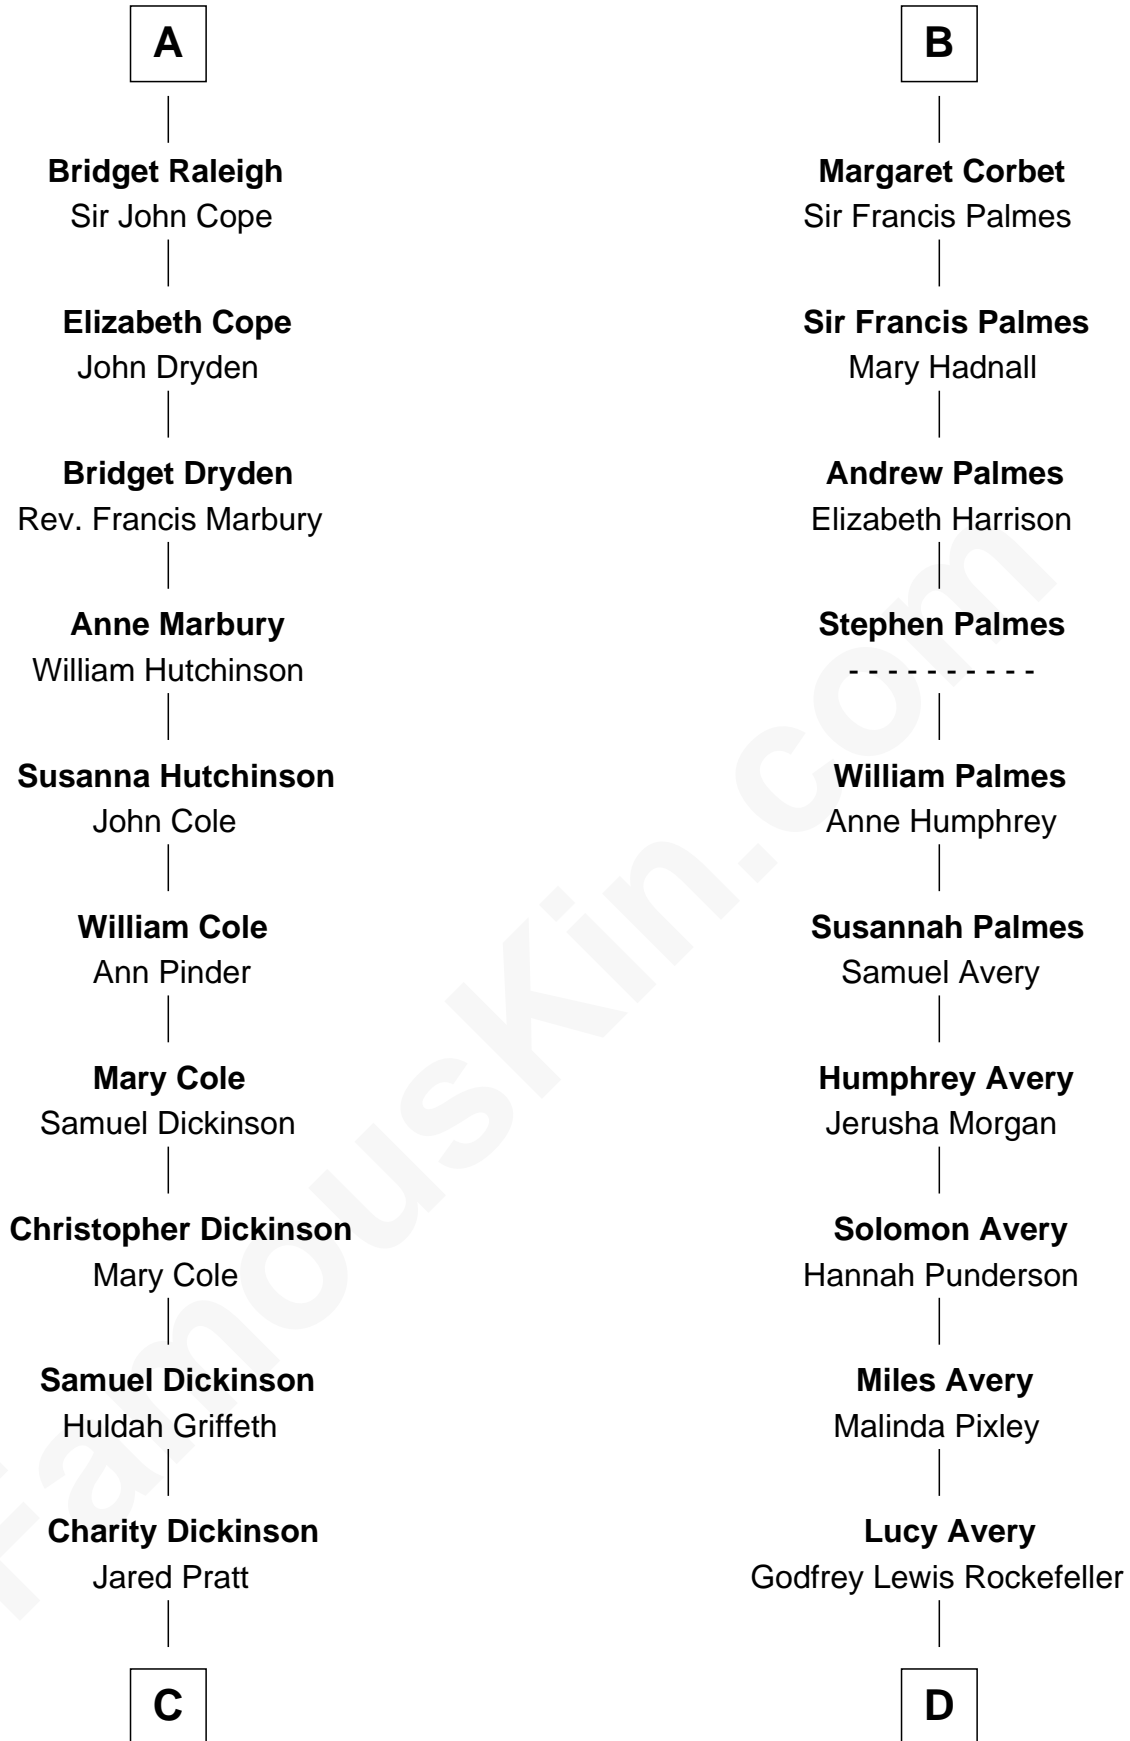 A
Bridget Raleigh
Sir John Cope
Elizabeth Cope
John Dryden
Bridget Dryden
Rev. Francis Marbury
Anne Marbury
William Hutchinson
Susanna Hutchinson
John Cole
William Cole
Ann Pinder
Mary Cole
Samuel Dickinson
Christopher Dickinson
Mary Cole
Samuel Dickinson
Huldah Griffeth
Charity Dickinson
Jared Pratt
C
B
Margaret Corbet
Sir Francis Palmes
Sir Francis Palmes
Mary Hadnall
Andrew Palmes
Elizabeth Harrison
Stephen Palmes
- - - - - - - - - -
William Palmes
Anne Humphrey
Susannah Palmes
Samuel Avery
Humphrey Avery
Jerusha Morgan
Solomon Avery
Hannah Punderson
Miles Avery
Malinda Pixley
Lucy Avery
Godfrey Lewis Rockefeller
D
FamousKin.com